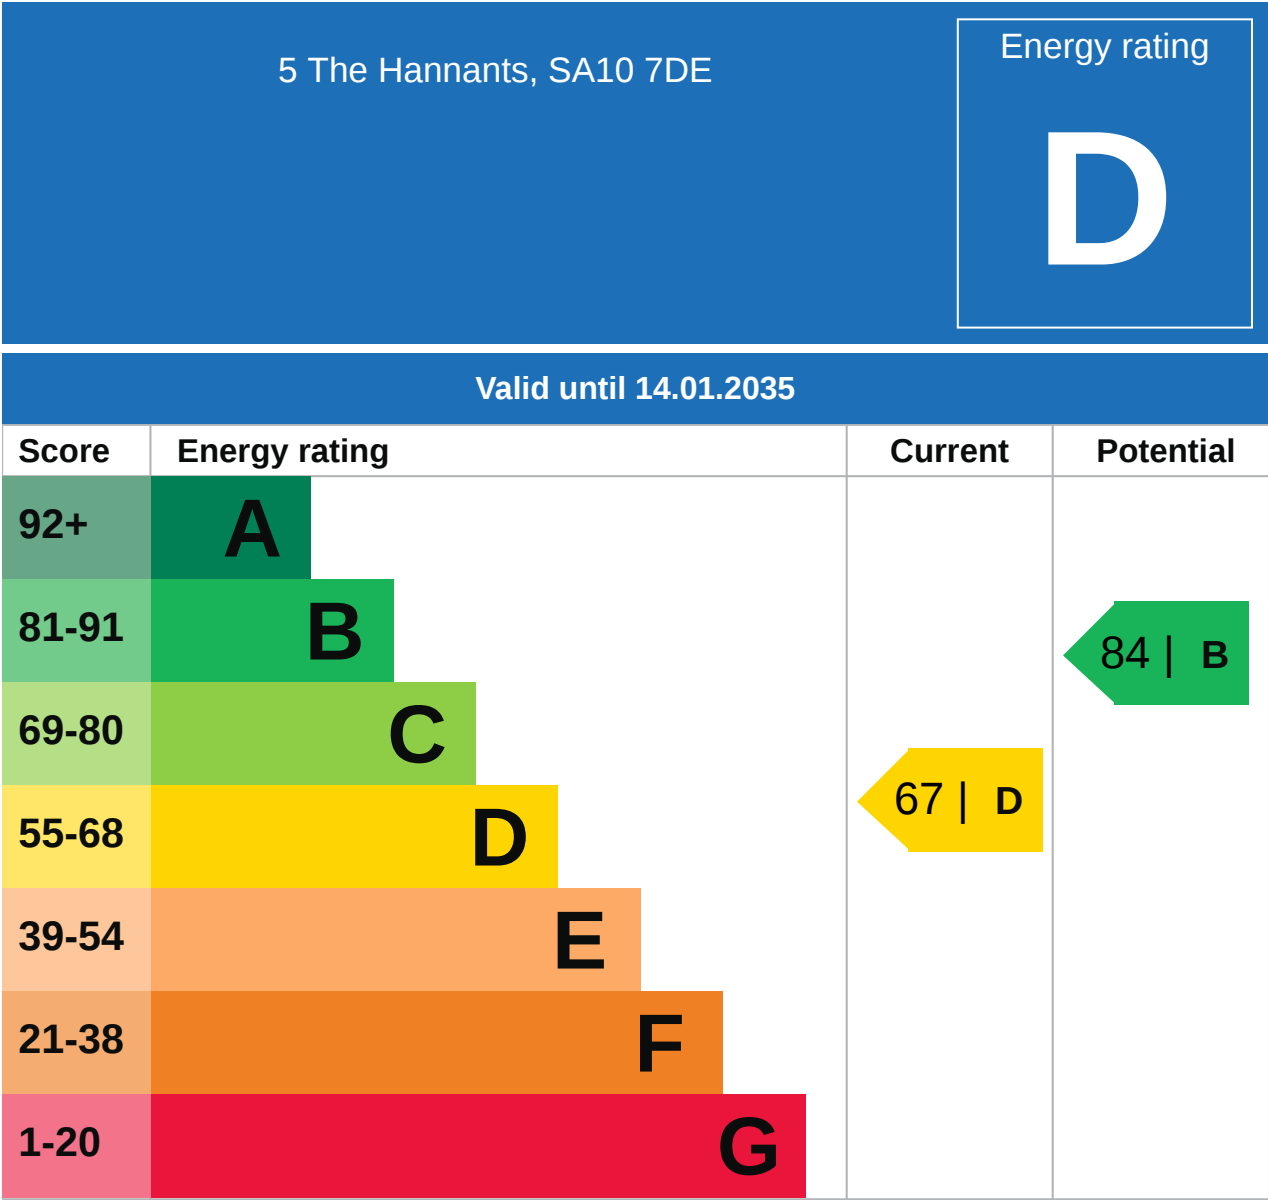 5 The Hannants, SA10 7DE
Energy rating
D
Valid until 14.01.2035
Score Energy rating Current Potential
92+ A
81-91 B
84 | B
69-80 C
67 | D
55-68 D
39-54 E
21-38 F
1-20 G